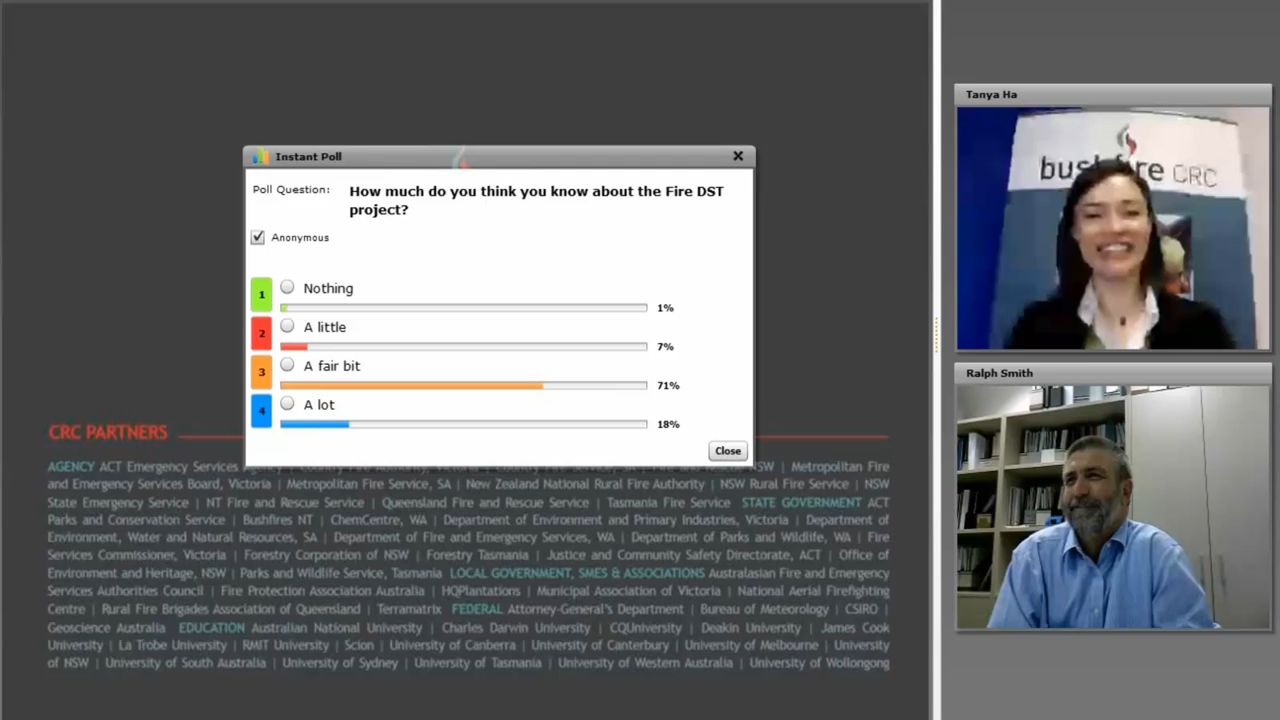 Instant Poll
Poll Question:
How much do you think you know about the Fire DST
project?
Anonymous
1 Nothing
1%
2 A little
7%
3 A fair bit
71%
4 A lot
18%
Close
CRC PARTNERS
AGENCY ACT Emergency Services NSW | Metropolitan Fire
and Emergency Services Board, Victoria | Metropolitan Fire Service, SA | New Zealand National Rural Fire Authority | NSW Rural Fire Service | NSW
State Emergency Service | NT Fire and Rescue Service | Queensland Fire and Rescue Service | Tasmania Fire Service STATE GOVERNMENT ACT
Parks and Conservation Service | Bushfires NT | ChemCentre, WA | Department of Environment and Primary Industries, Victoria | Department of
Environment, Water and Natural Resources, SA | Department of Fire and Emergency Services, WA | Department of Parks and Wildlife, WA | Fire
Services Commissioner, Victoria | Forestry Corporation of NSW | Forestry Tasmania | Justice and Community Safety Directorate, ACT | Office of
Environment and Heritage, NSW | Parks and Wildlife Service, Tasmania LOCAL GOVERNMENT, SMES & ASSOCIATIONS Australasian Fire and Emergency
Services Authorities Council | Fire Protection Association Australia | HQPlantations | Municipal Association of Victoria | National Aerial Firefighting
Centre | Rural Fire Brigades Association of Queensland | Terramatrix FEDERAL Attorney-General's Department | Bureau of Meteorology | CSIRO |
Geoscience Australia EDUCATION Australian National University | Charles Darwin University | CQUniversity | Deakin University | James Cook
University | La Trobe University | RMIT University | Scion | University of Canberra | University of Canterbury | University of Melbourne | University
of NSW | University of South Australia | University of Sydney | University of Tasmania | University of Western Australia | University of Wollongong
Tanya Ha
bushfire CRC
Ralph Smith